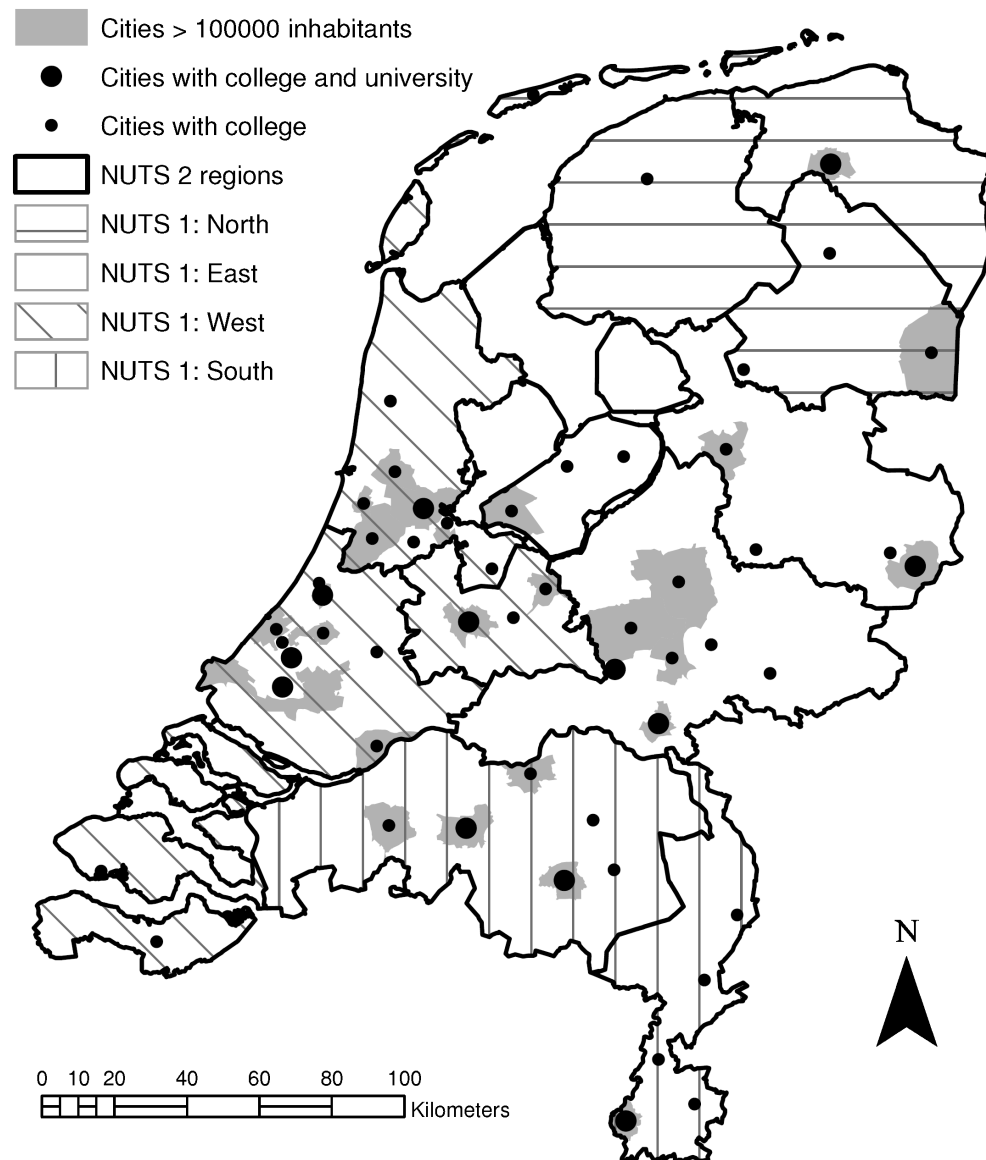 Cities > 100000 inhabitants
Cities with college and university
Cities with college
NUTS 2 regions
NUTS 1: North
NUTS 1: East
NUTS 1: West
NUTS 1: South
N
0 10 20 40 60 80 100
Kilometers